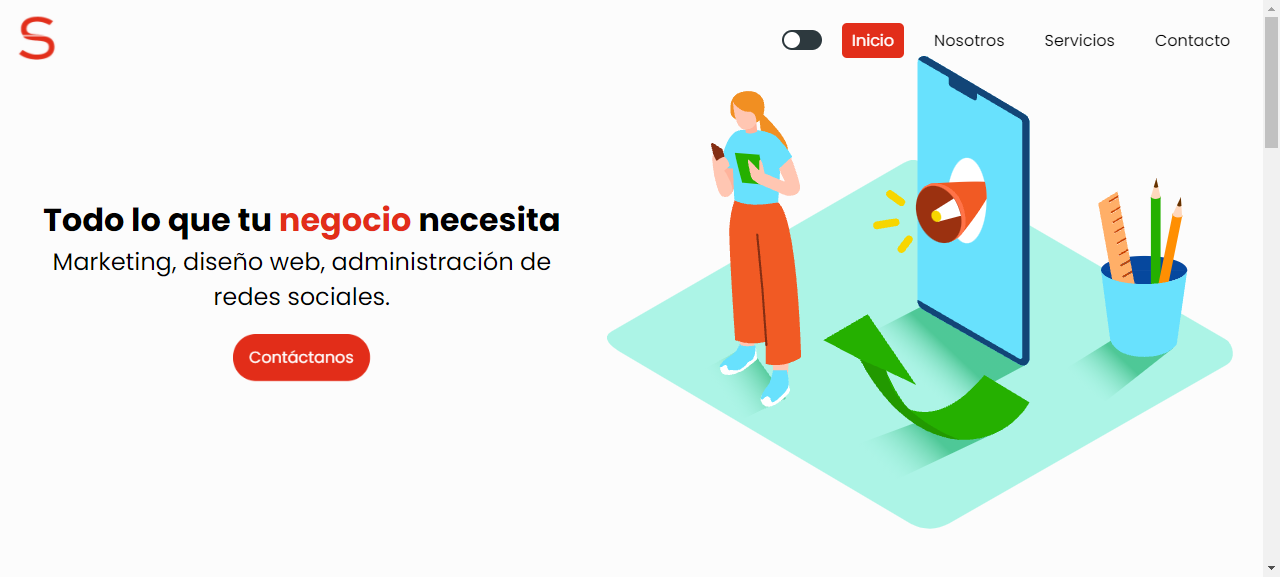 S
Inicio
Nosotros
Servicios
Contacto
Todo lo que tu negocio necesita
Marketing, diseño web, administración de
redes sociales.
Contáctanos